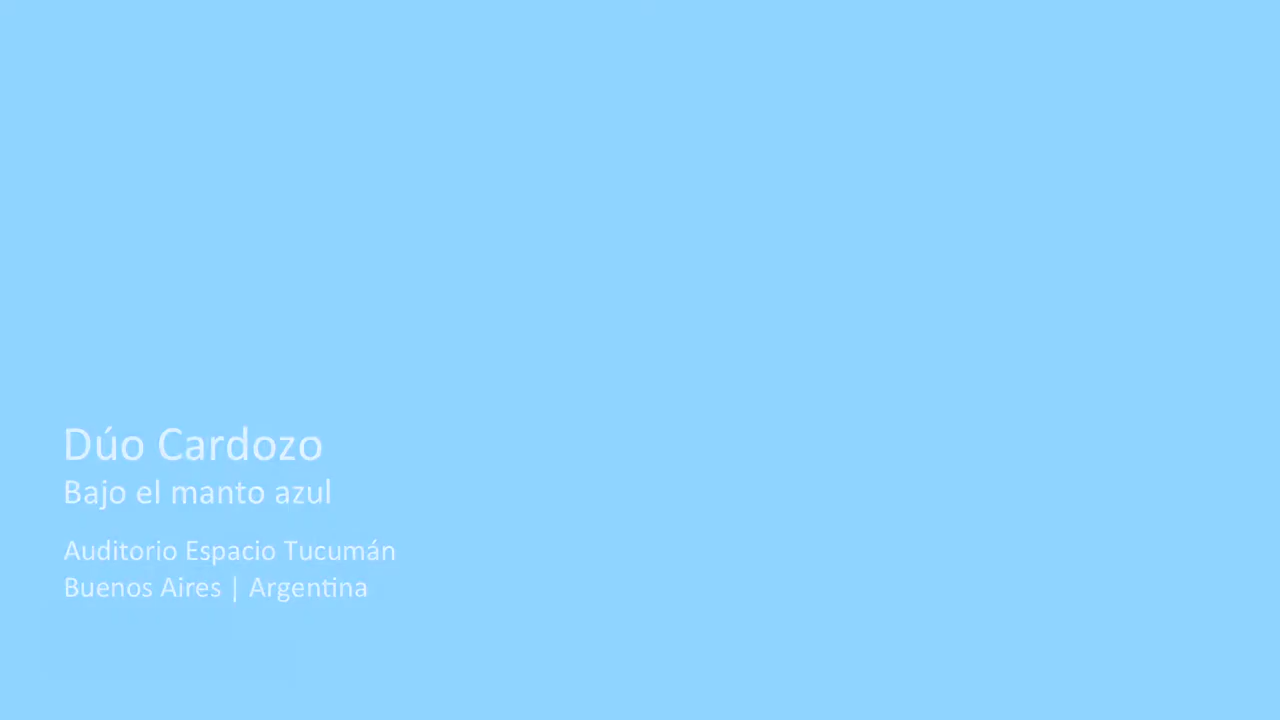 Dúo Cardozo
Bajo el manto azul
Auditorio Espacio Tucumán
Buenos Aires | Argentina